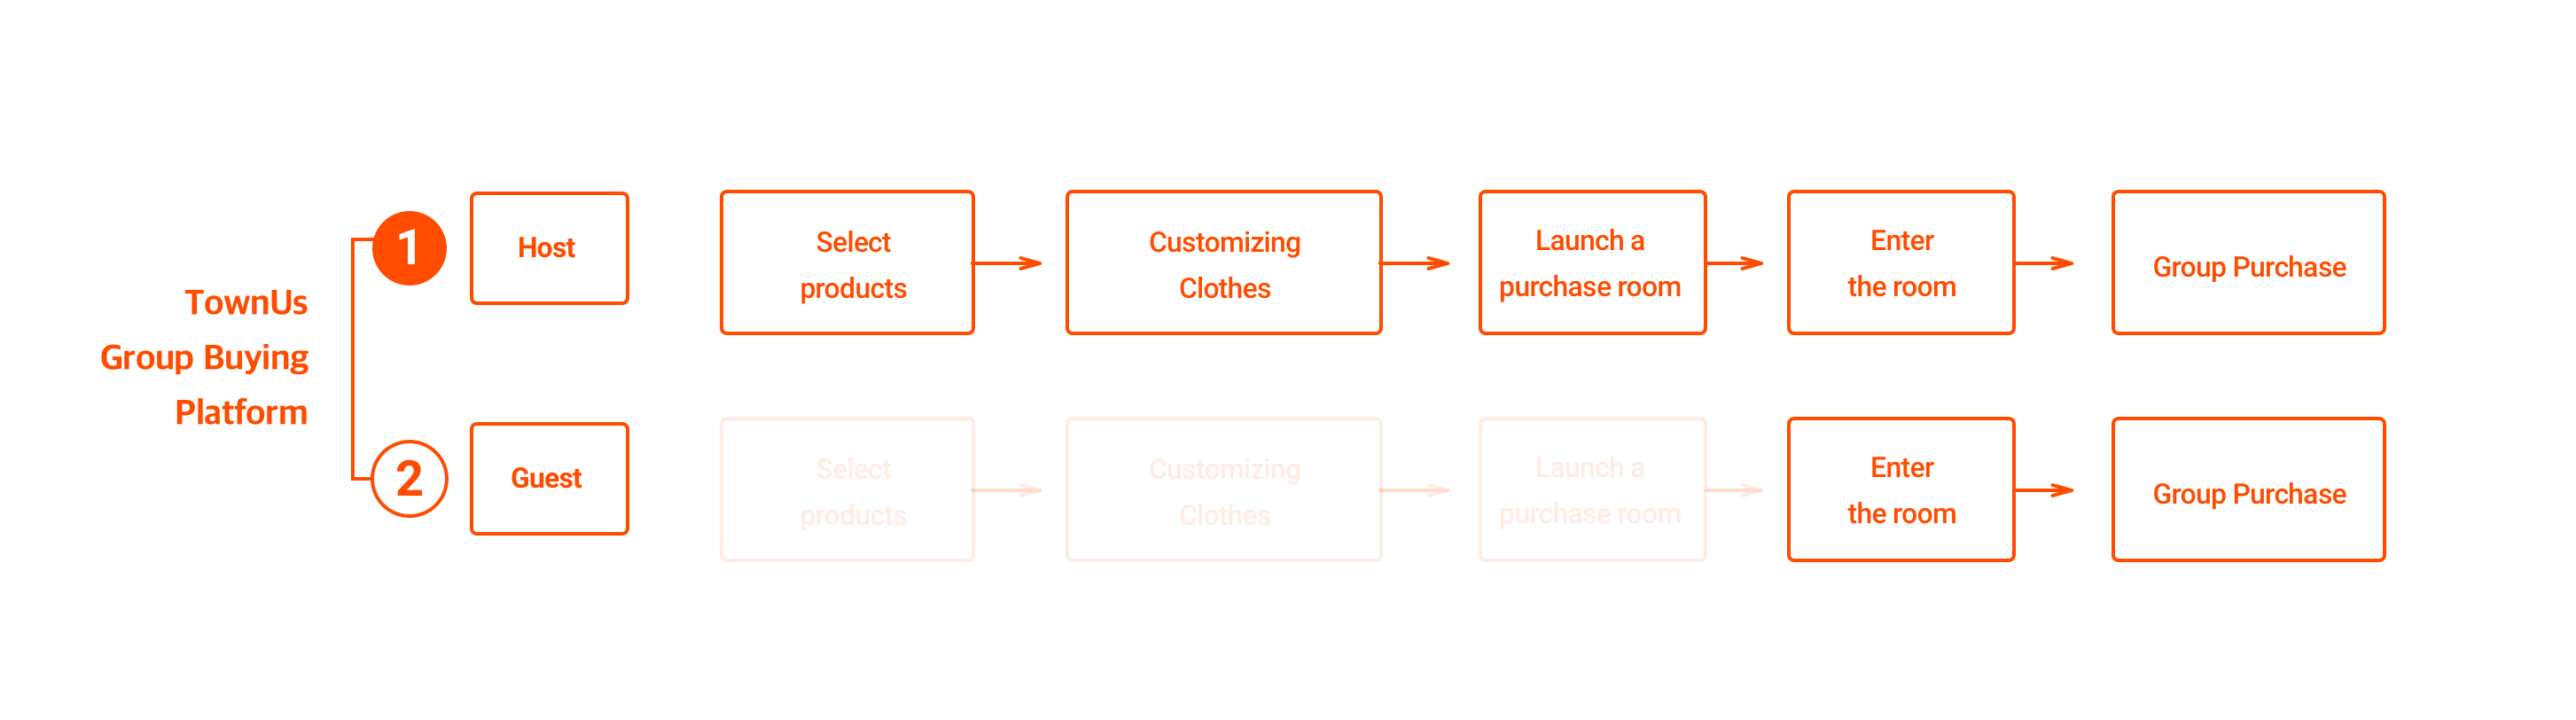 TownUs
Group Buying
Platform
1
Host
Select
products
Customizing
Clothes
Launch a
purchase room
Enter
the room
Group Purchase
2
Guest
Select
products
Customizing
Clothes
Launch a
purchase room
Enter
the room
Group Purchase